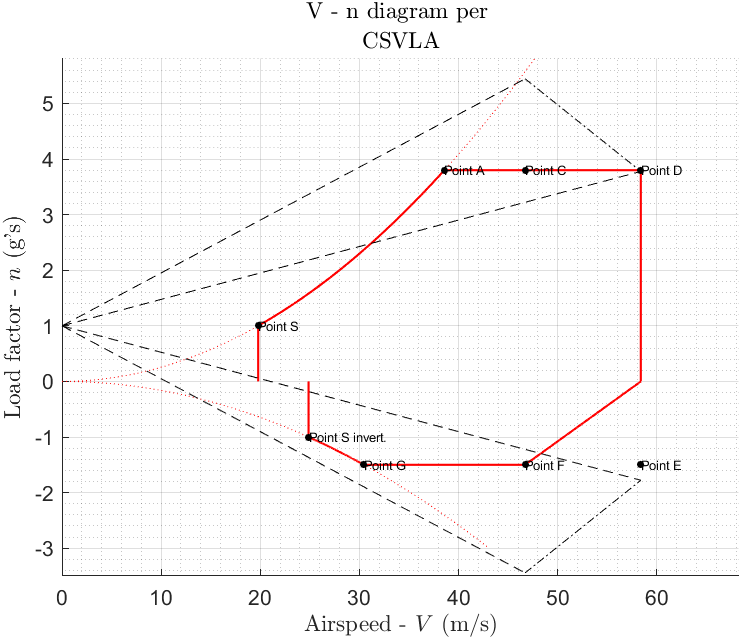 V - n diagram per
CSVLA
Load factor - n (g's)
5
4
3
2
1
0
-1
-2
-3
Point A
Point C
Point D
Point S
Point S invert.
Point G
Point F
Point E
0 10 20 30 40 50 60
Airspeed - V (m/s)